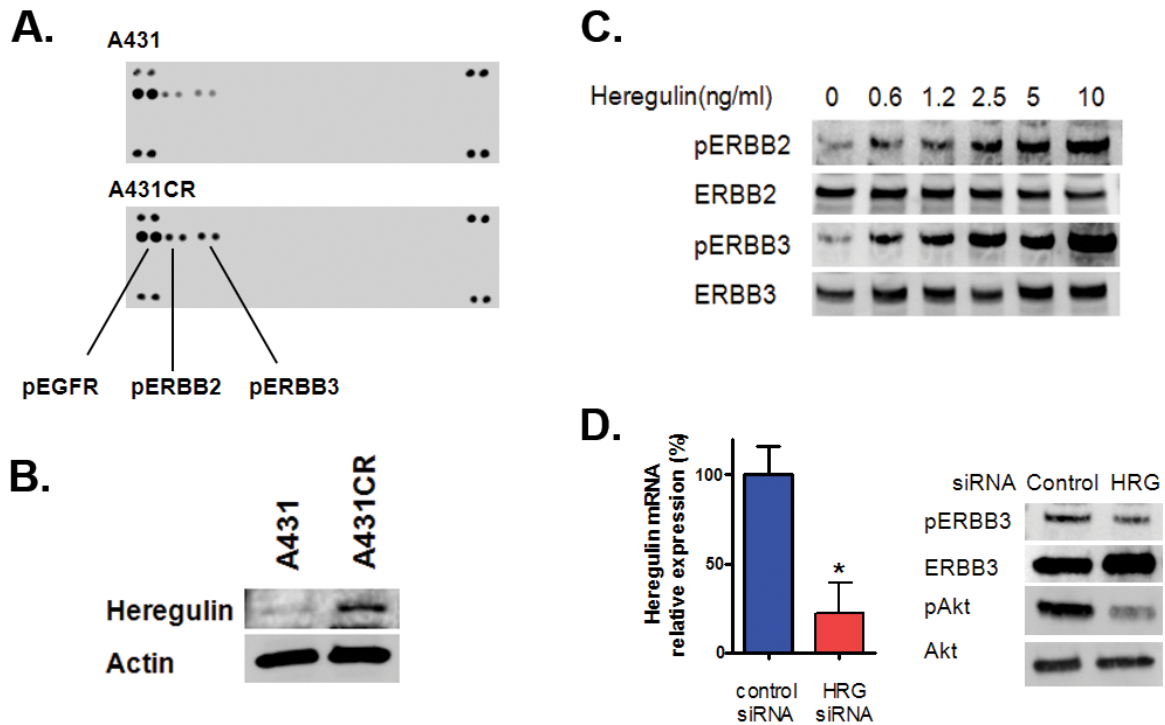 A.
A431
A431CR
pEGFR pERBB2 pERBB3
B.
A431
A431CR
Heregulin
Actin
C.
Heregulin(ng/ml) 0 0.6 1.2 2.5 5 10
pERBB2
ERBB2
pERBB3
ERBB3
D.
Heregulin mRNA
relative expression (%)
100
50
0
*
control
siRNA
HRG
siRNA
siRNA Control HRG
pERBB3
ERBB3
pAkt
Akt